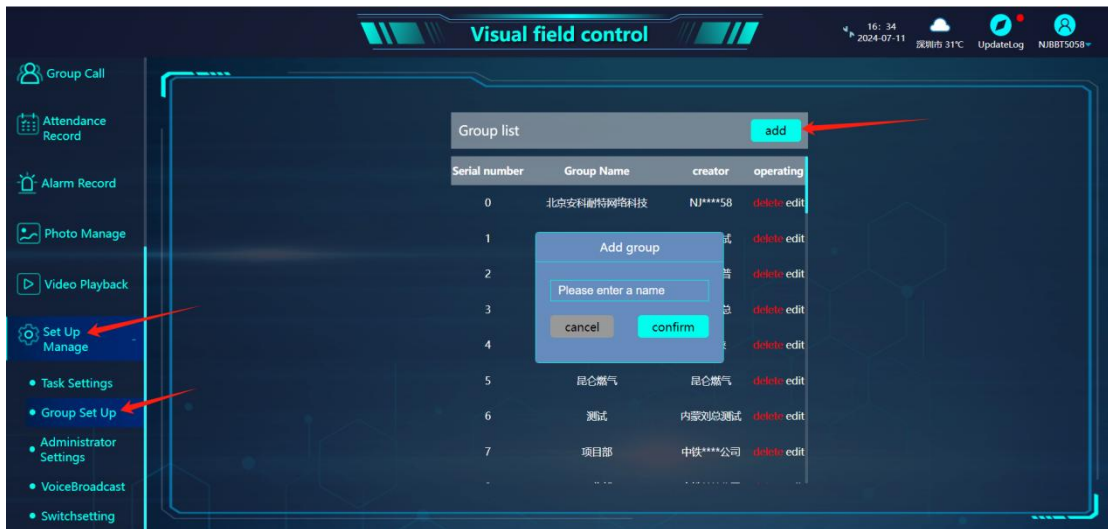 Visual field control
16: 34
2024-07-11
深圳市 31°C
UpdateLog
NJBBT5058
Group Call
Attendance
Record
Alarm Record
Photo Manage
Video Playback
Set Up
Manage
Task Settings
Group Set Up
Administrator
Settings
VoiceBroadcast
Switchsetting
Group list
add
Serial number Group Name creator operating
0 北京安科耐特网络科技 NJ****58 delete edit
1 试 delete edit
2 普 delete edit
3 总 delete edit
4 delete edit
5 昆仑燃气 昆仑燃气 delete edit
6 测试 内蒙刘总测试 delete edit
7 项目部 中铁****公司 delete edit
Add group
Please enter a name
cancel
confirm